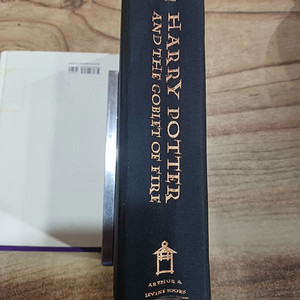 HARRY POTTER
AND THE GOBLET OF FIRE
ARTHUR A.
LEVINE BOOKS